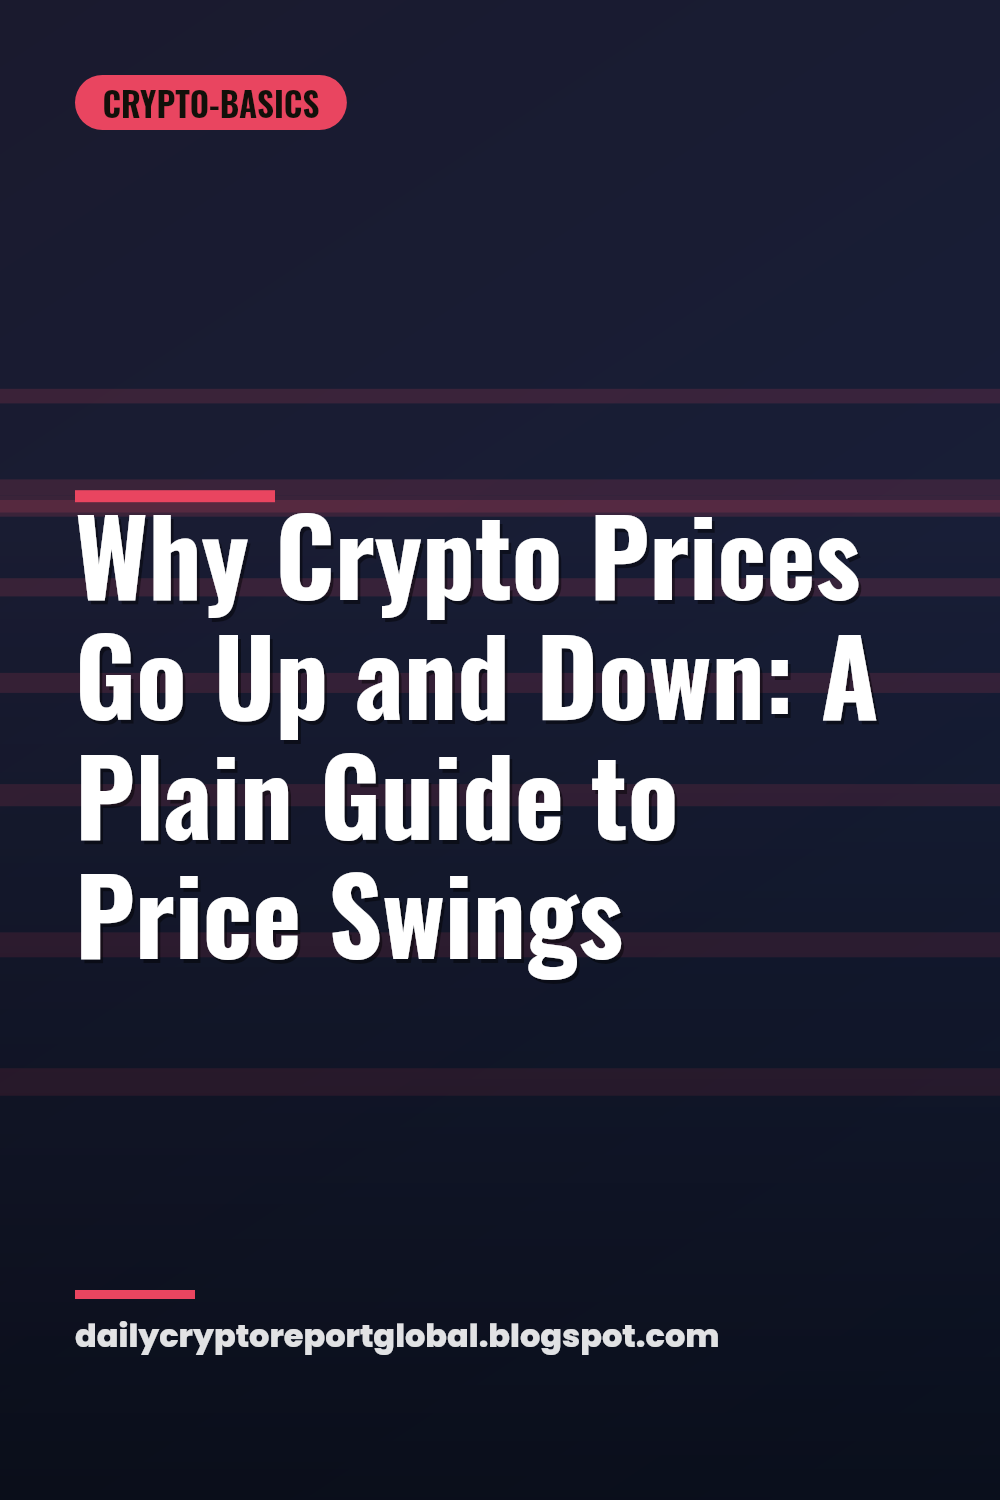 CRYPTO-BASICS
Why Crypto Prices
Go Up and Down: A
Plain Guide to
Price Swings
dailycryptoreportglobal.blogspot.com